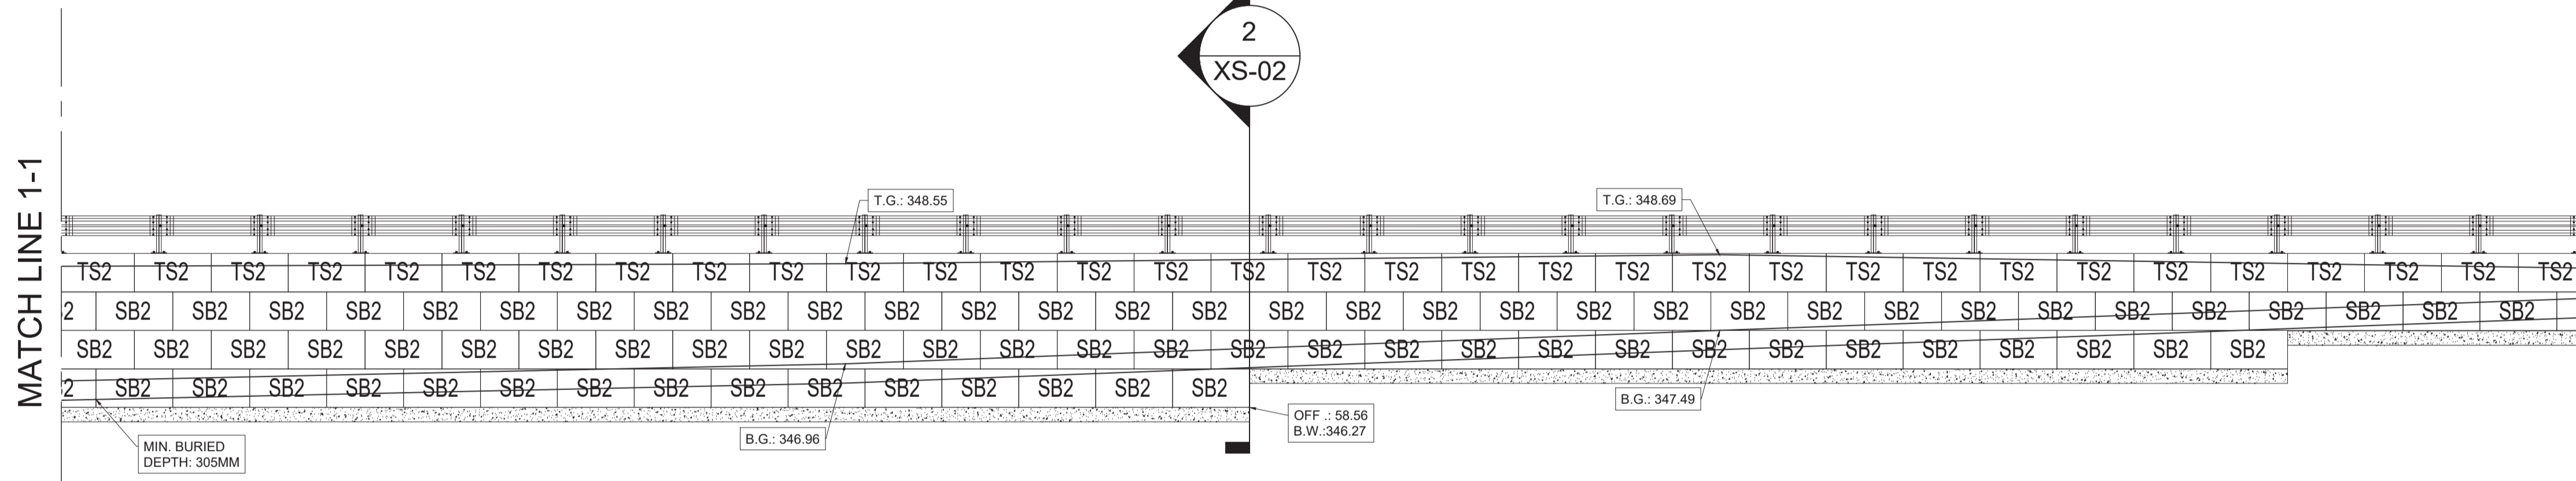 2
XS-02
MATCH LINE 1-1
T.G.: 348.55
T.G.: 348.69
TS2 TS2 TS2 TS2 TS2 TS2 TS2 TS2 TS2 TS2 TS2 TS2 TS2 TS2 TS2 TS2 TS2 TS2 TS2 TS2 TS2 TS2 TS2 TS2 TS2 TS2 TS2 TS2 TS2 TS2 TS2 TS2 TS2
2 SB2 SB2 SB2 SB2 SB2 SB2 SB2 SB2 SB2 SB2 SB2 SB2 SB2 SB2 SB2 SB2 SB2 SB2 SB2 SB2 SB2 SB2 SB2 SB2 SB2 SB2 SB2 SB2 SB2 SB2 SB2 SB2
SB2 SB2 SB2 SB2 SB2 SB2 SB2 SB2 SB2 SB2 SB2 SB2 SB2 SB2 SB2 SB2 SB2 SB2 SB2 SB2 SB2 SB2 SB2 SB2 SB2 SB2 SB2 SB2 SB2
2 SB2 SB2 SB2 SB2 SB2 SB2 SB2 SB2 SB2 SB2 SB2 SB2 SB2 SB2 SB2
B.G.: 347.49
OFF .: 58.56
B.W.:346.27
B.G.: 346.96
MIN. BURIED
DEPTH: 305MM